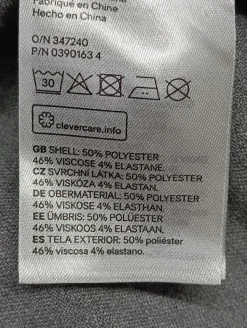 Fabriqué en Chine
Hecho en China
O/N 347240
P/N 0390163 4
30
clevercare.info
GB SHELL: 50% POLYESTER
46% VISCOSE 4% ELASTANE.
CZ SVRCHNÍ LÁTKA: 50% POLYESTER
46% VISKÓZA 4% ELASTAN.
DE OBERMATERIAL: 50% POLYESTER
46% VISKOSE 4% ELASTHAN.
EE ÜMBRIS: 50% POLÜESTER
46% VISKOOS 4% ELASTAAN.
ES TELA EXTERIOR: 50% poliéster
46% viscosa 4% elastano.